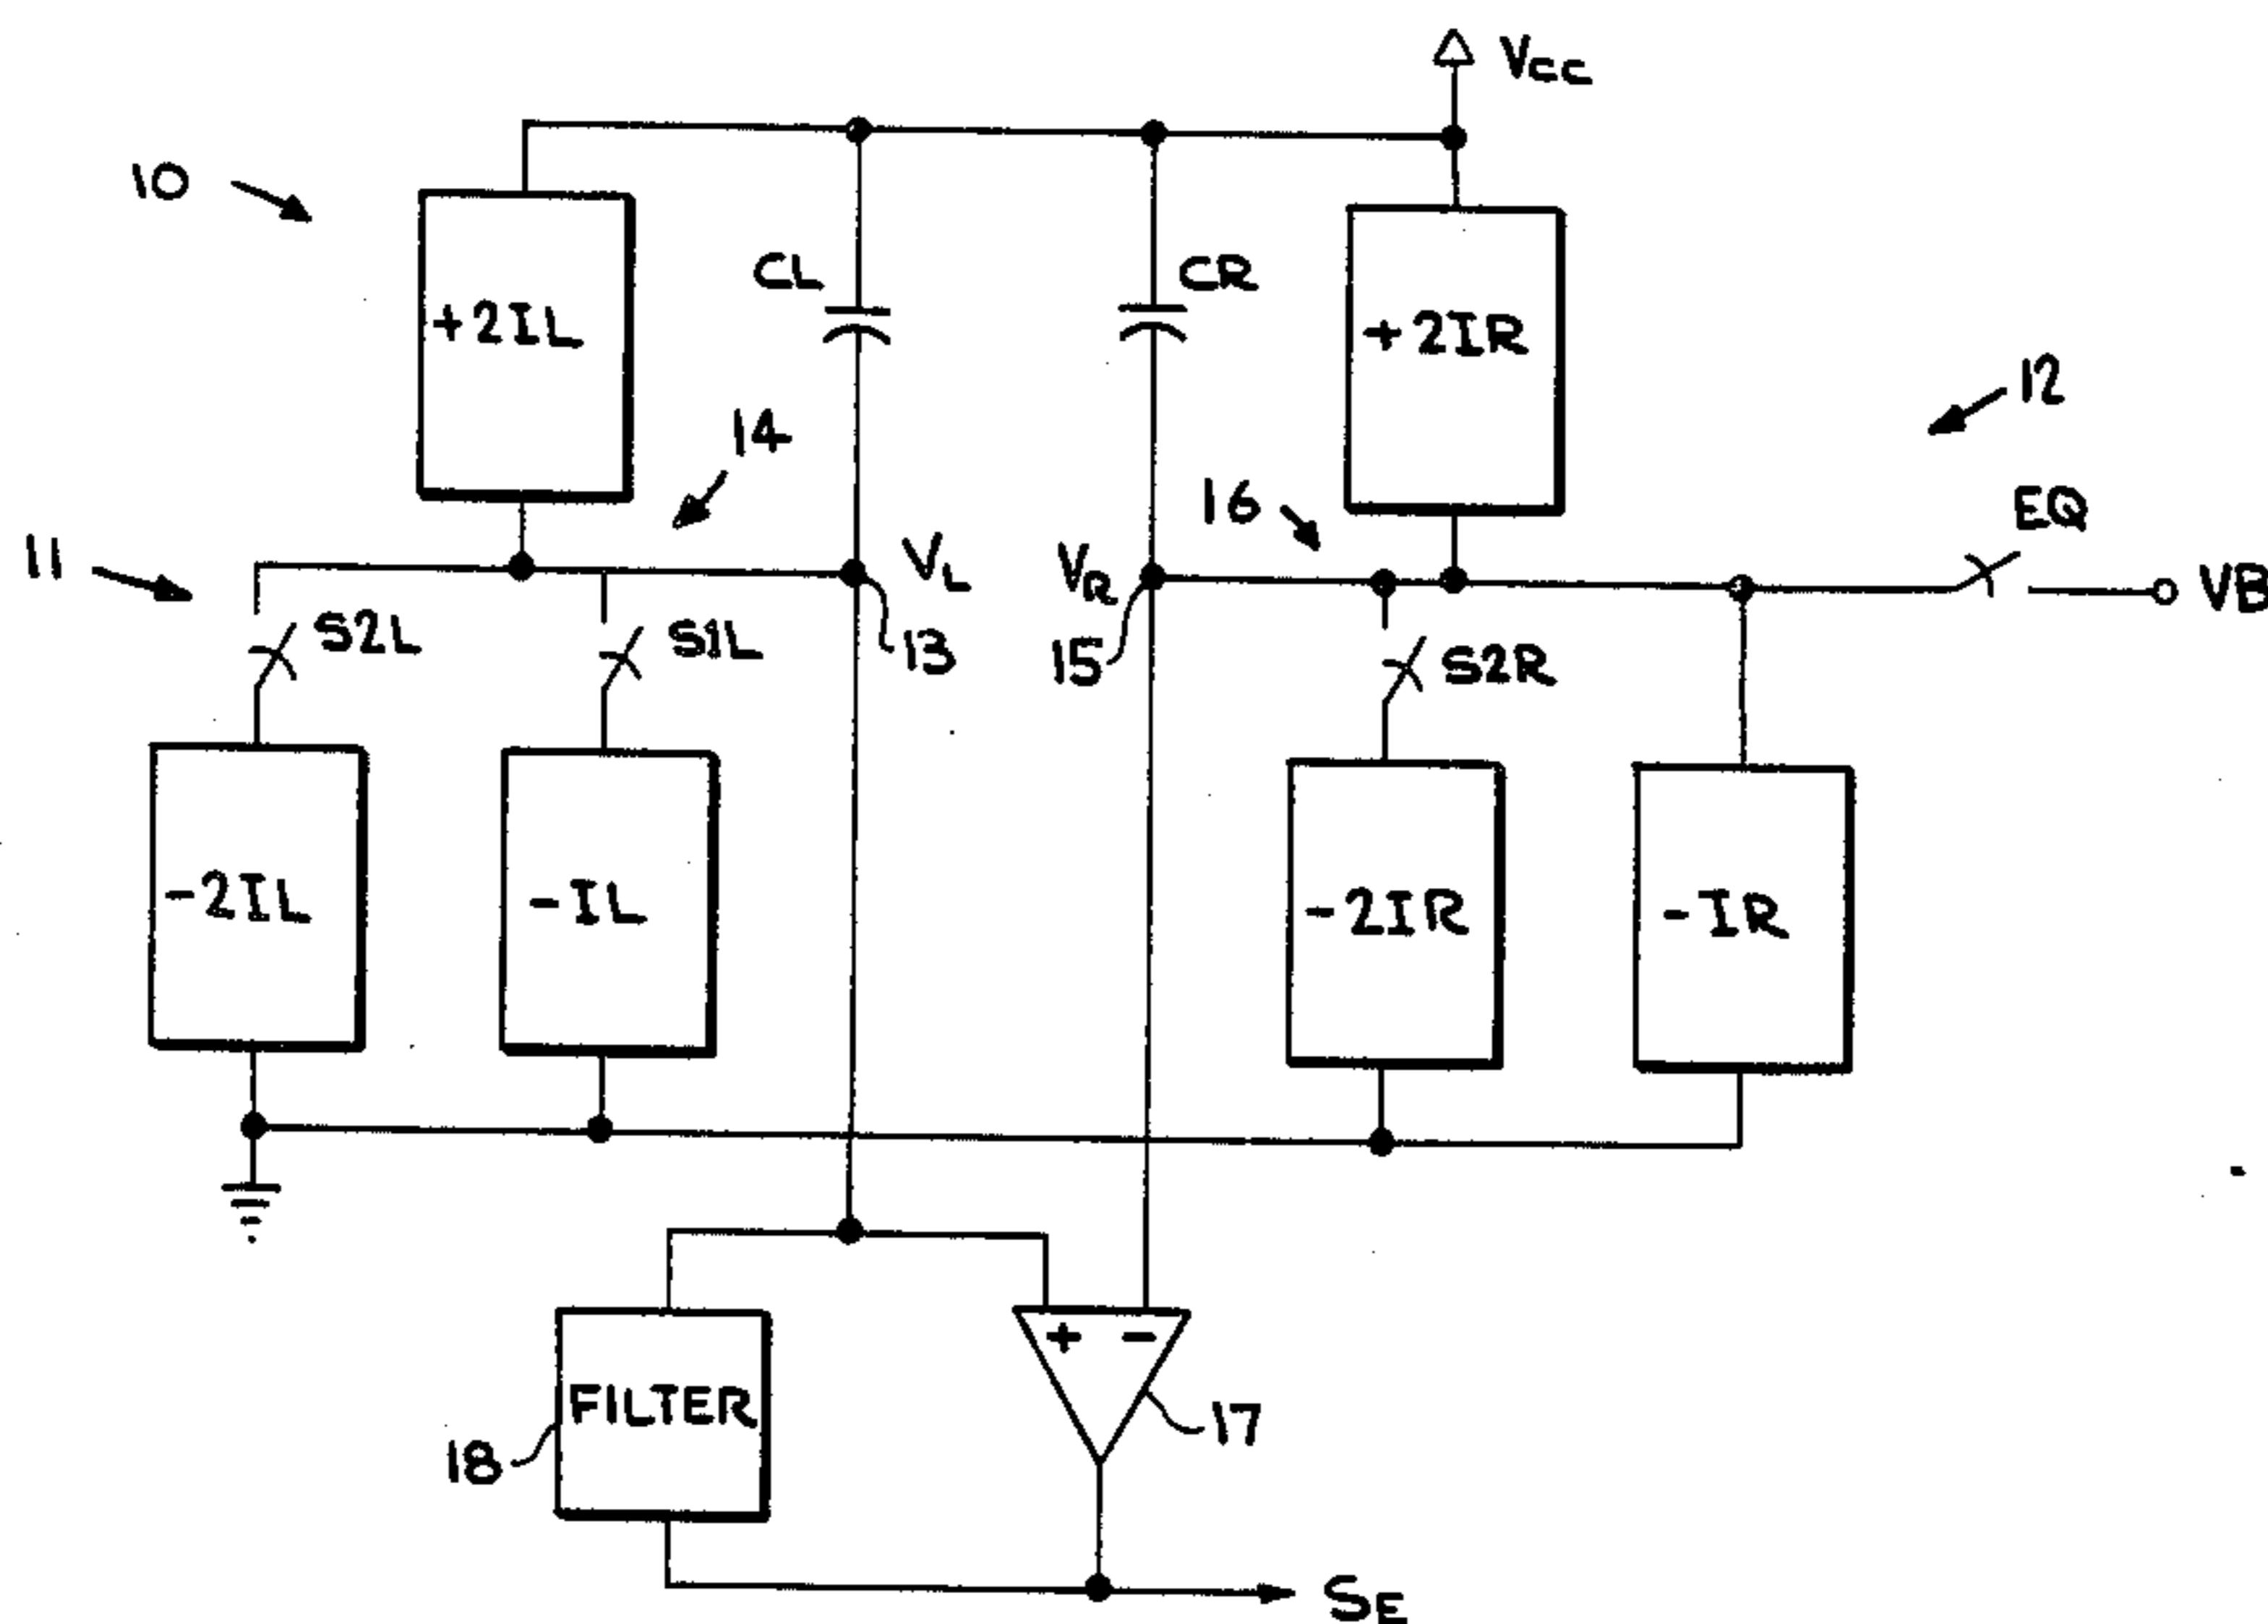 Vcc
10
CL
CR
+2IL
+2IR
12
14
16
EQ
11
VL
VR
VB
S2L
S1L
13
15
S2R
-2IL
-IL
-2IR
-IR
+ -
FILTER
17
18
SE